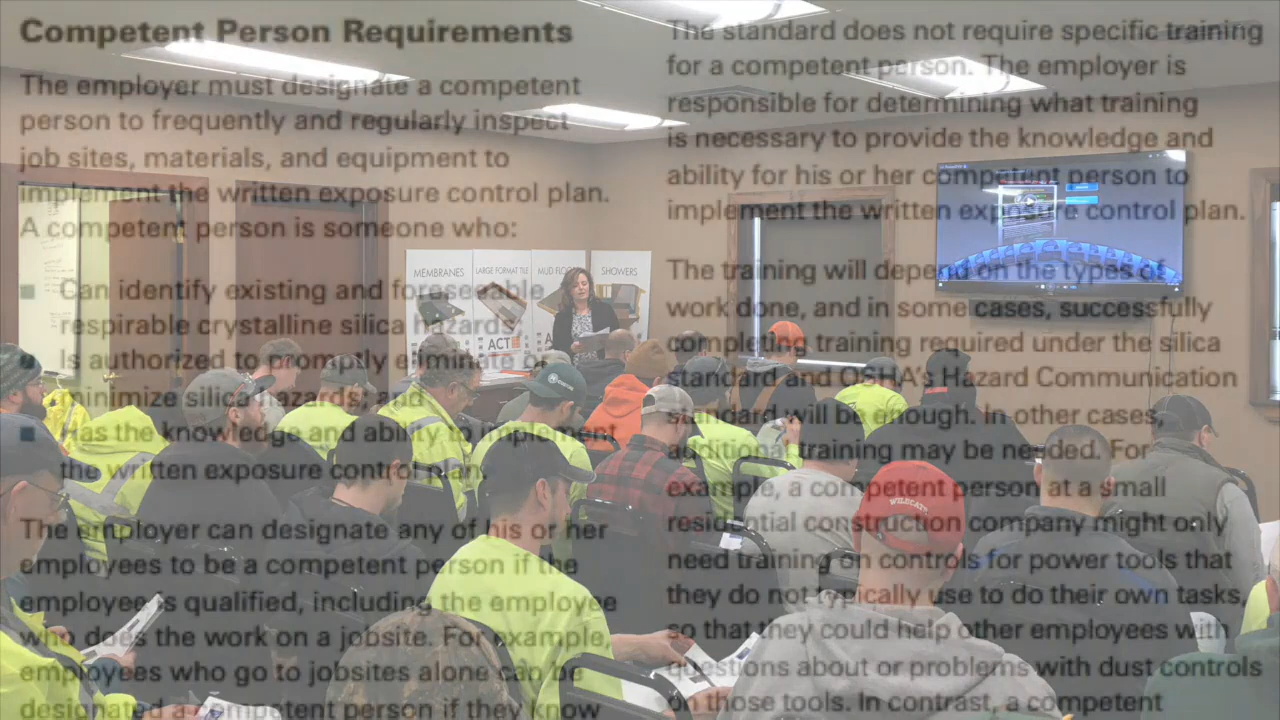 Competent Person Requirements
The employer must designate a competent
person to frequently and regularly inspect
job sites, materials, and equipment to
implement the written exposure control plan.
A competent person is someone who:
Can identify existing and foreseeable
respirable crystalline silica hazards;
Is authorized to promptly eliminate or
minimize silica hazards; and
Has the knowledge and ability to implement
the written exposure control
The employer can designate any of his or her
employees to be a competent person if the
employee is qualified, including the employee
who does the work on a jobsite. For example,
employees who go to jobsites alone can be
designated a competent person if they know
The standard does not require specific training
for a competent person. The employer is
responsible for determining what training
is necessary to provide the knowledge and
ability for his or her competent person to
implement the written exposure control plan.
The training will depend on the types of
work done, and in some cases, successfully
completing training required under the silica
standard and OSHA's Hazard Communication
standard will be enough. In other cases,
additional training may be needed. For
example, a competent person at a small
residential construction company might only
need training on controls for power tools that
they do not typically use to do their own tasks,
so that they could help other employees with
questions about or problems with dust controls
on those tools. In contrast, a competent
MEMBRANES
LARGE FORMAT TILE
MUD FLOORS
SHOWERS
ACT
WILDCATS